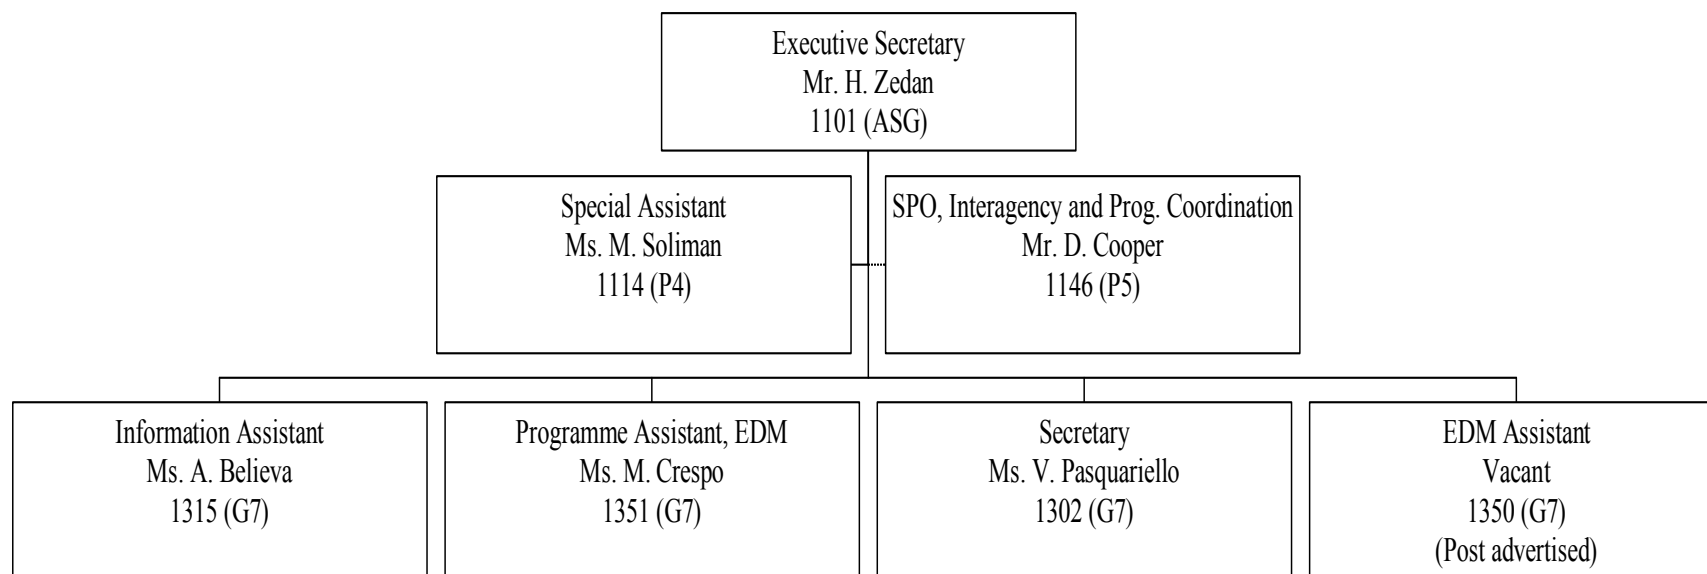 Executive Secretary
Mr. H. Zedan
1101 (ASG)
Special Assistant
Ms. M. Soliman
1114 (P4)
SPO, Interagency and Prog. Coordination
Mr. D. Cooper
1146 (P5)
Information Assistant
Ms. A. Believa
1315 (G7)
Programme Assistant, EDM
Ms. M. Crespo
1351 (G7)
Secretary
Ms. V. Pasquariello
1302 (G7)
EDM Assistant
Vacant
1350 (G7)
(Post advertised)